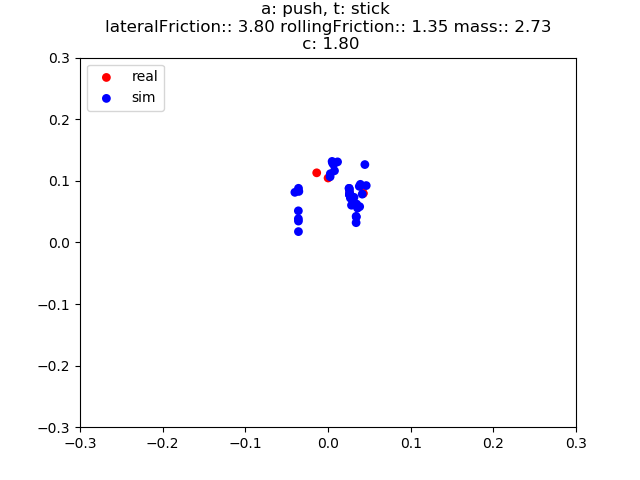 a: push, t: stick
lateralFriction:: 3.80 rollingFriction:: 1.35 mass:: 2.73
c: 1.80
real
sim
0.3
0.2
0.1
0.0
−0.1
−0.2
−0.3
−0.3 −0.2 −0.1 0.0 0.1 0.2 0.3